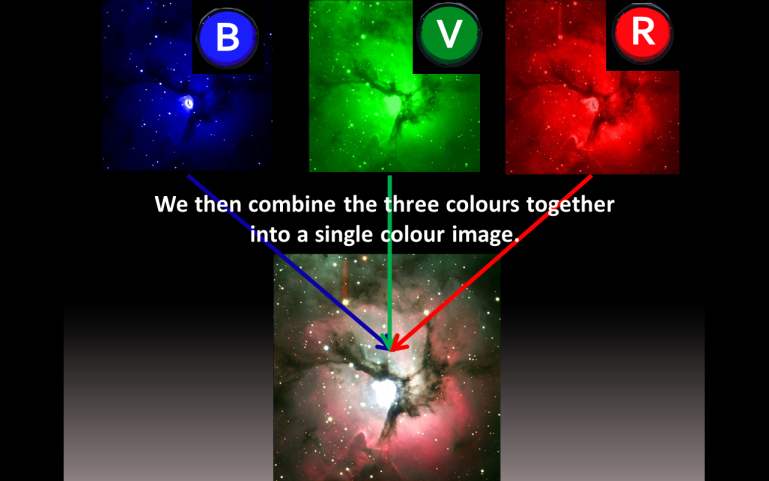 B
V
R
We then combine the three colours together
into a single colour image.